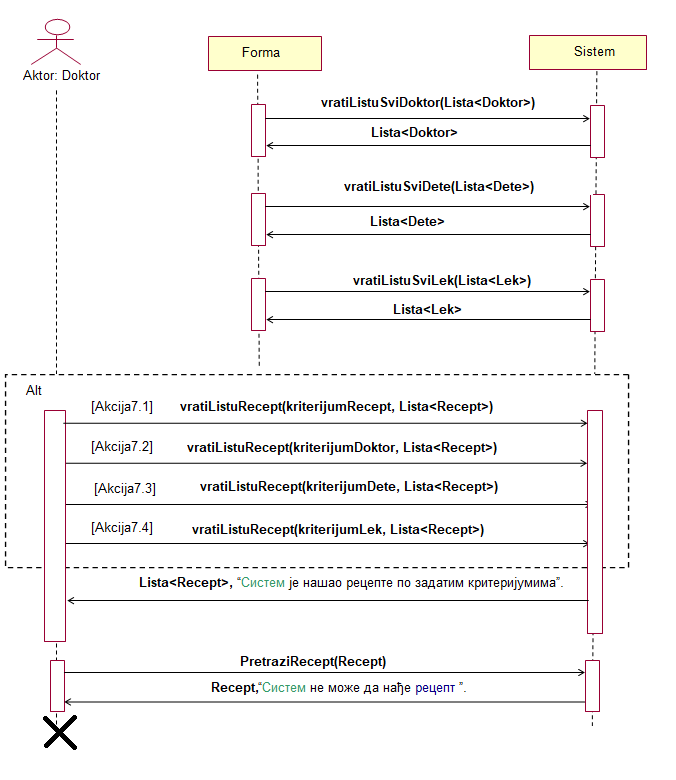 Forma
Sistem
Aktor: Doktor
vratiListuSviDoktor(Lista<Doktor>)
Lista<Doktor>
vratiListuSviDete(Lista<Dete>)
Lista<Dete>
vratiListuSviLek(Lista<Lek>)
Lista<Lek>
Alt
[Akcija7.1] vratiListuRecept(kriterijumRecept, Lista<Recept>)
[Akcija7.2] vratiListuRecept(kriterijumDoktor, Lista<Recept>)
[Akcija7.3] vratiListuRecept(kriterijumDete, Lista<Recept>)
[Akcija7.4] vratiListuRecept(kriterijumLek, Lista<Recept>)
Lista<Recept>, “Систем је нашао рецепте по задатим критеријумима”.
PretraziRecept(Recept)
Recept,“Систем не може да нађе рецепт ”.